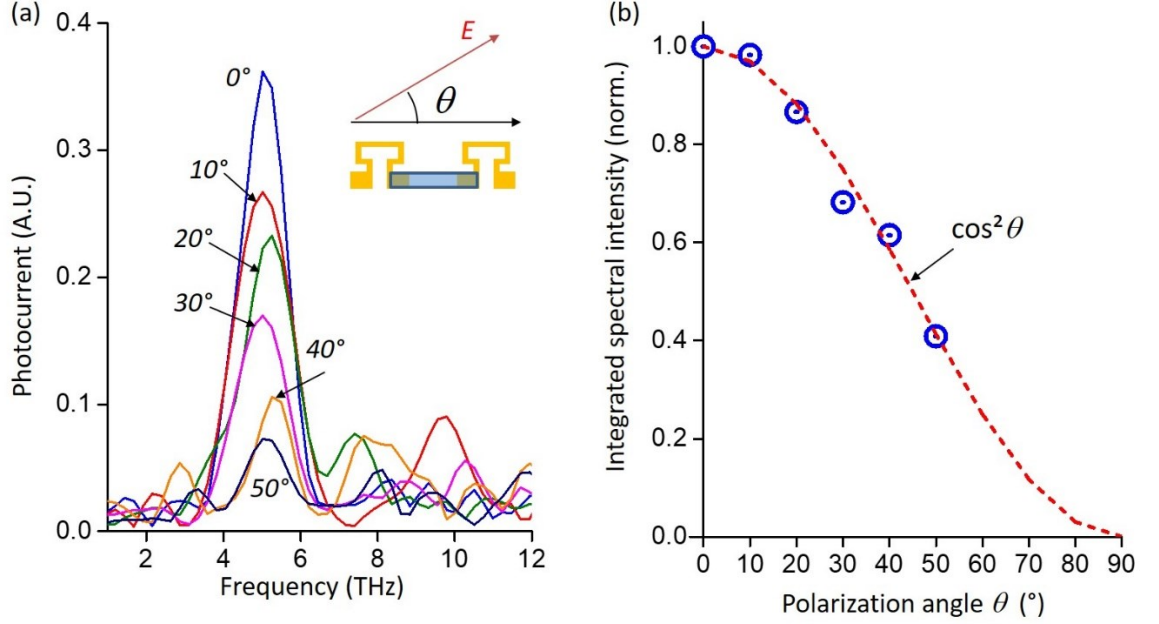 (a)
0.4
0.3
0.2
0.1
0.0
Photocurrent (A.U.)
0°
10°
20°
30°
40°
50°
E
θ
2
4
6
8
10
12
Frequency (THz)
(b)
1.0
0.8
0.6
0.4
0.2
0.0
Integrated spectral intensity (norm.)
cos²θ
0 10 20 30 40 50 60 70 80 90
Polarization angle θ (°)